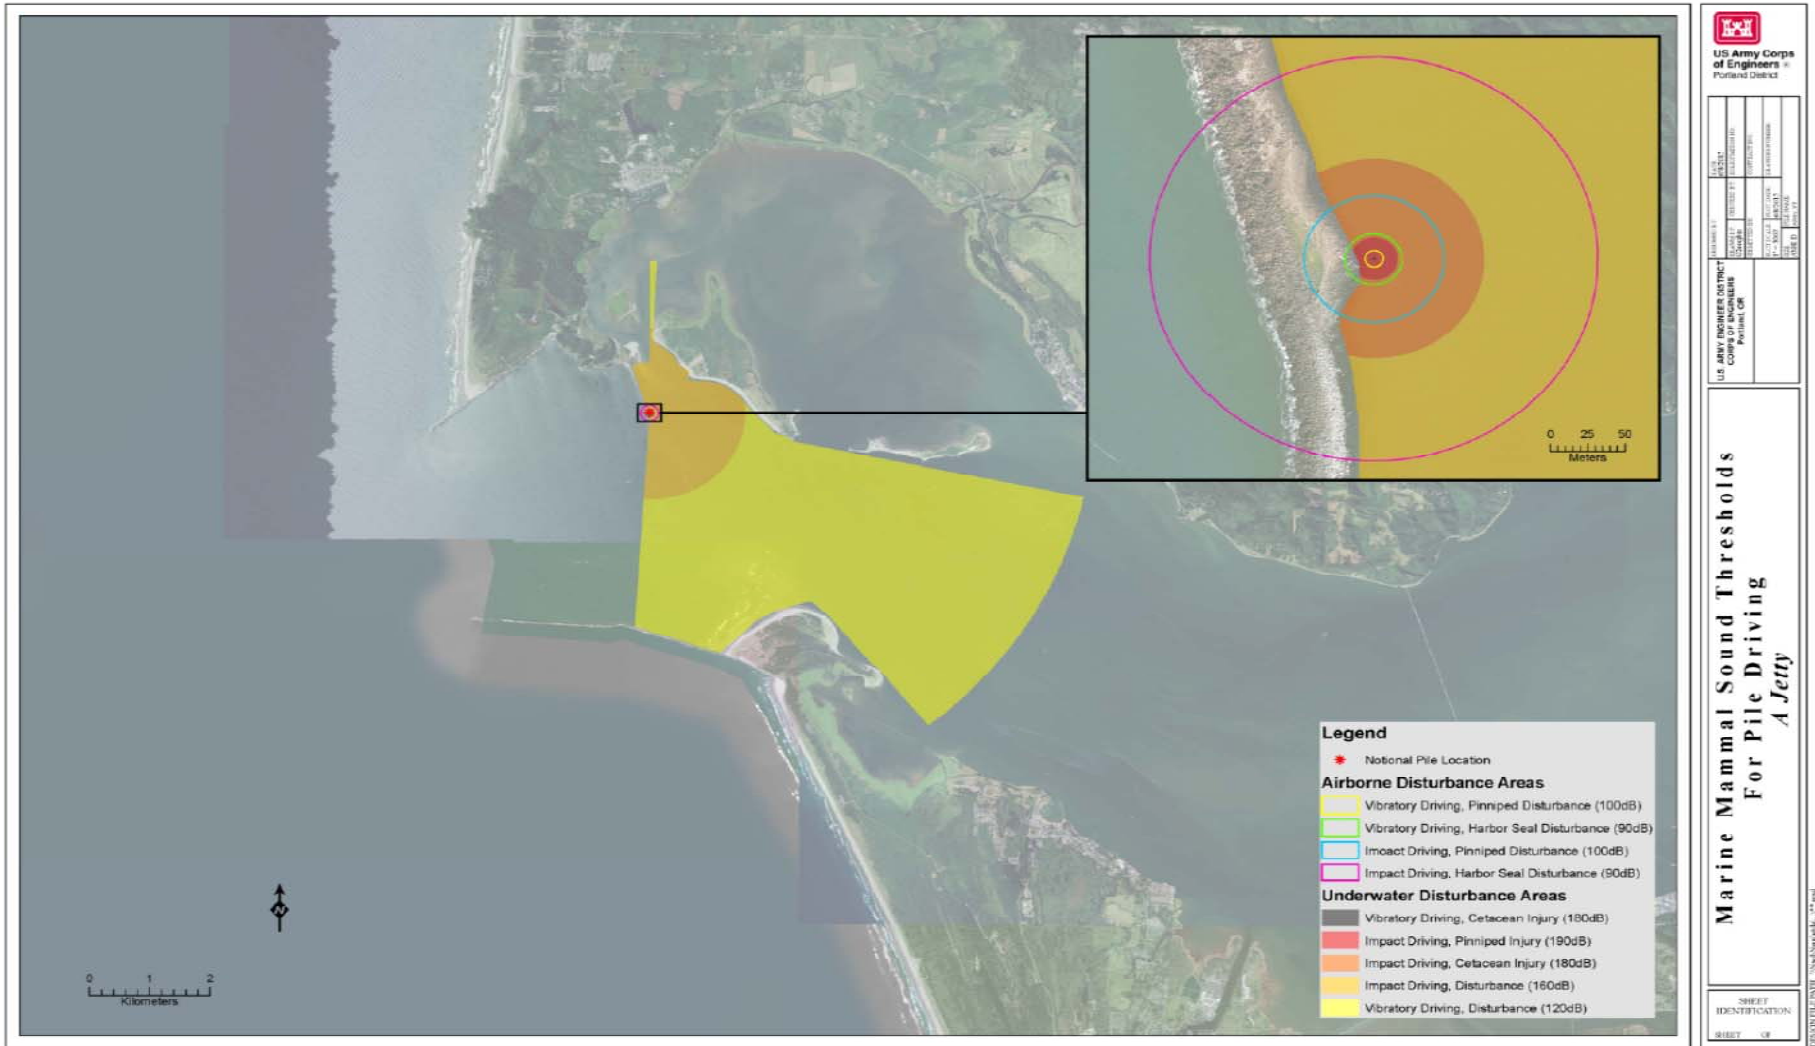 US Army Corps
of Engineers ®
Portland District
U.S. ARMY ENGINEER DISTRICT
CORPS OF ENGINEERS
Portland, OR
Marine Mammal Sound Thresholds
For Pile Driving
A Jetty
SHEET
IDENTIFICATION
SHEET OF
0 25 50
Meters
N
0 1 2
Kilometers
Legend
Notional Pile Location
Airborne Disturbance Areas
Vibratory Driving, Pinniped Disturbance (100dB)
Vibratory Driving, Harbor Seal Disturbance (90dB)
Imoact Driving, Pinniped Disturbance (100dB)
Impact Driving, Harbor Seal Disturbance (90dB)
Underwater Disturbance Areas
Vibratory Driving, Cetacean Injury (180dB)
Impact Driving, Pinniped Injury (190dB)
Impact Driving, Cetacean Injury (180dB)
Impact Driving, Disturbance (160dB)
Vibratory Driving, Disturbance (120dB)